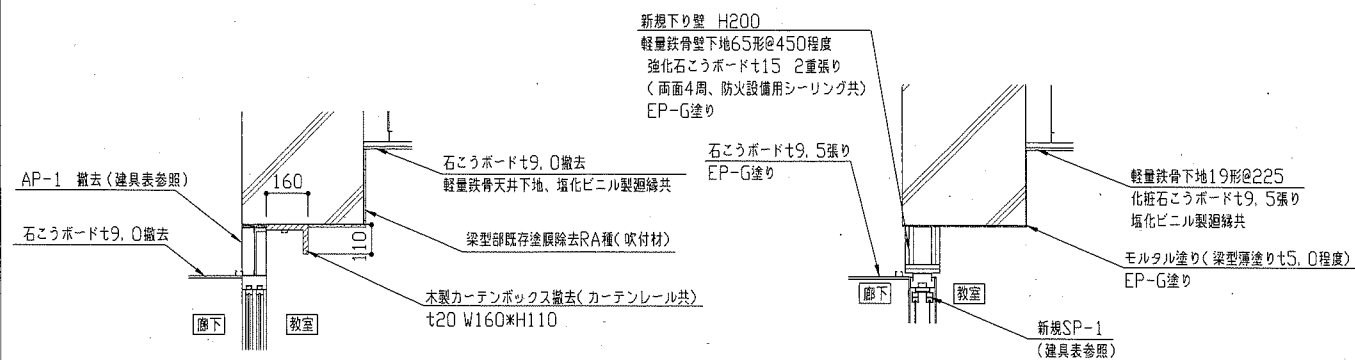 AP-1 撤去(建具表参照)
石こうボードt9,0撤去
160
110
石こうボードt9,0撤去
軽量鉄骨天井下地、塩化ビニル製廻縁共
梁型部既存塗膜除去RA種(吹付材)
木製カーテンボックス撤去(カーテンレール共)
t20 W160*H110
廊下
教室
新規下り壁 H200
軽量鉄骨壁下地65形@450程度
強化石こうボードt15 2重張り
(両面4周、防火設備用シーリング共)
EP-G塗り
石こうボードt9,5張り
EP-G塗り
軽量鉄骨下地19形@225
化粧石こうボードt9,5張り
塩化ビニル製廻縁共
モルタル塗り(梁型薄塗りt5,0程度)
EP-G塗り
廊下
教室
新規SP-1
(建具表参照)